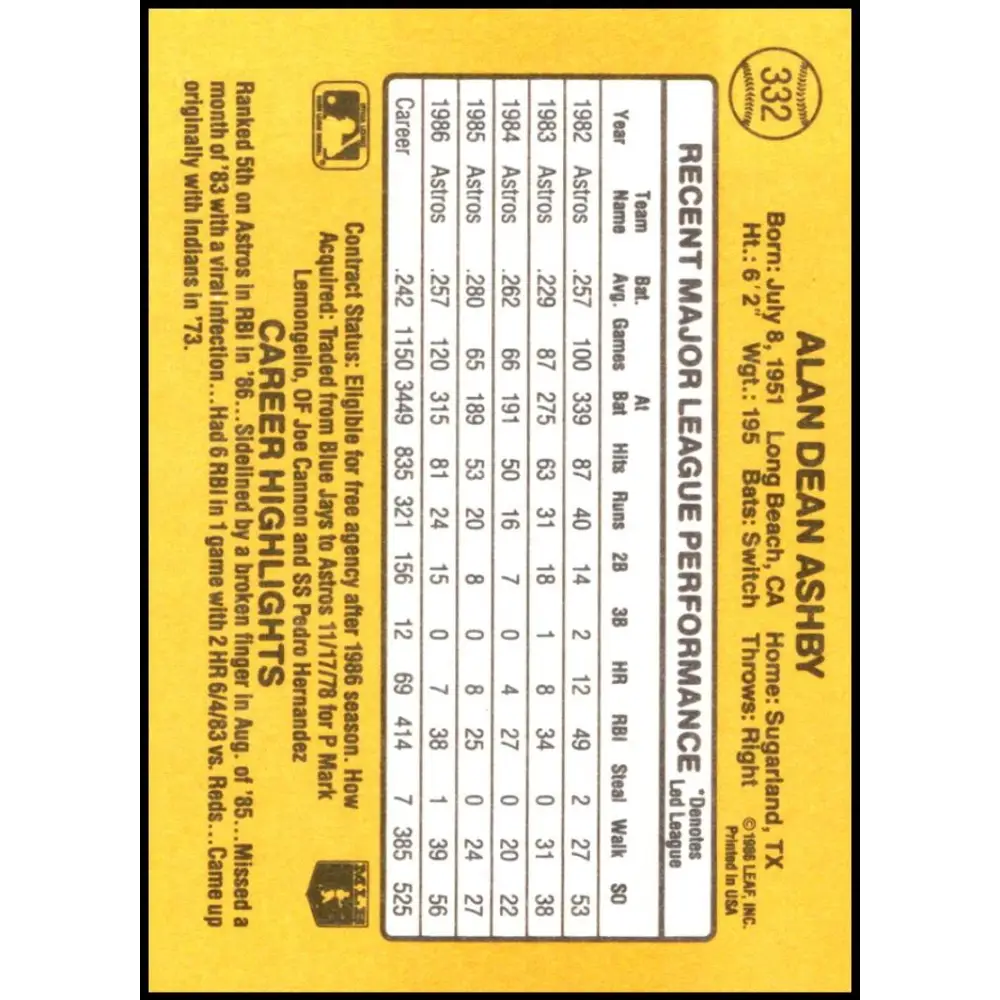 332
ALAN DEAN ASHBY
Born: July 8, 1951 Long Beach, CA Home: Sugarland, TX
Ht.: 6'2" Wgt.: 195 Bats: Switch Throws: Right
©1986 LEAF, INC.
Printed in USA
RECENT MAJOR LEAGUE PERFORMANCE
*Denotes
Led League
Year Team Name Bat. Avg. Games At Bat Hits Runs 2B 3B HR RBI Steal Walk SO
1982 Astros .257 100 339 87 40 14 2 12 49 2 27 53
1983 Astros .229 87 275 63 31 18 1 8 34 0 31 38
1984 Astros .262 66 191 50 16 7 0 4 27 0 20 22
1985 Astros .280 65 189 53 20 8 0 8 25 0 24 27
1986 Astros .257 120 315 81 24 15 0 7 38 1 39 56
Career .242 1150 3449 835 321 156 12 69 414 7 385 525
Contract Status: Eligible for free agency after 1986 season. How
Acquired: Traded from Blue Jays to Astros 11/17/78 for P Mark
Lemongello, OF Joe Cannon and SS Pedro Hernandez
CAREER HIGHLIGHTS
Ranked 5th on Astros in RBI in '86...Sidelined by a broken finger in Aug. of '85...Missed a
month of '83 with a viral infection...Had 6 RBI in 1 game with 2 HR 6/4/83 vs. Reds...Came up
originally with Indians in '73.